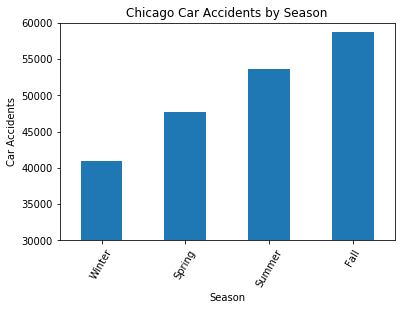 Chicago Car Accidents by Season
Car Accidents
60000
55000
50000
45000
40000
35000
30000
Winter
Spring
Summer
Fall
Season